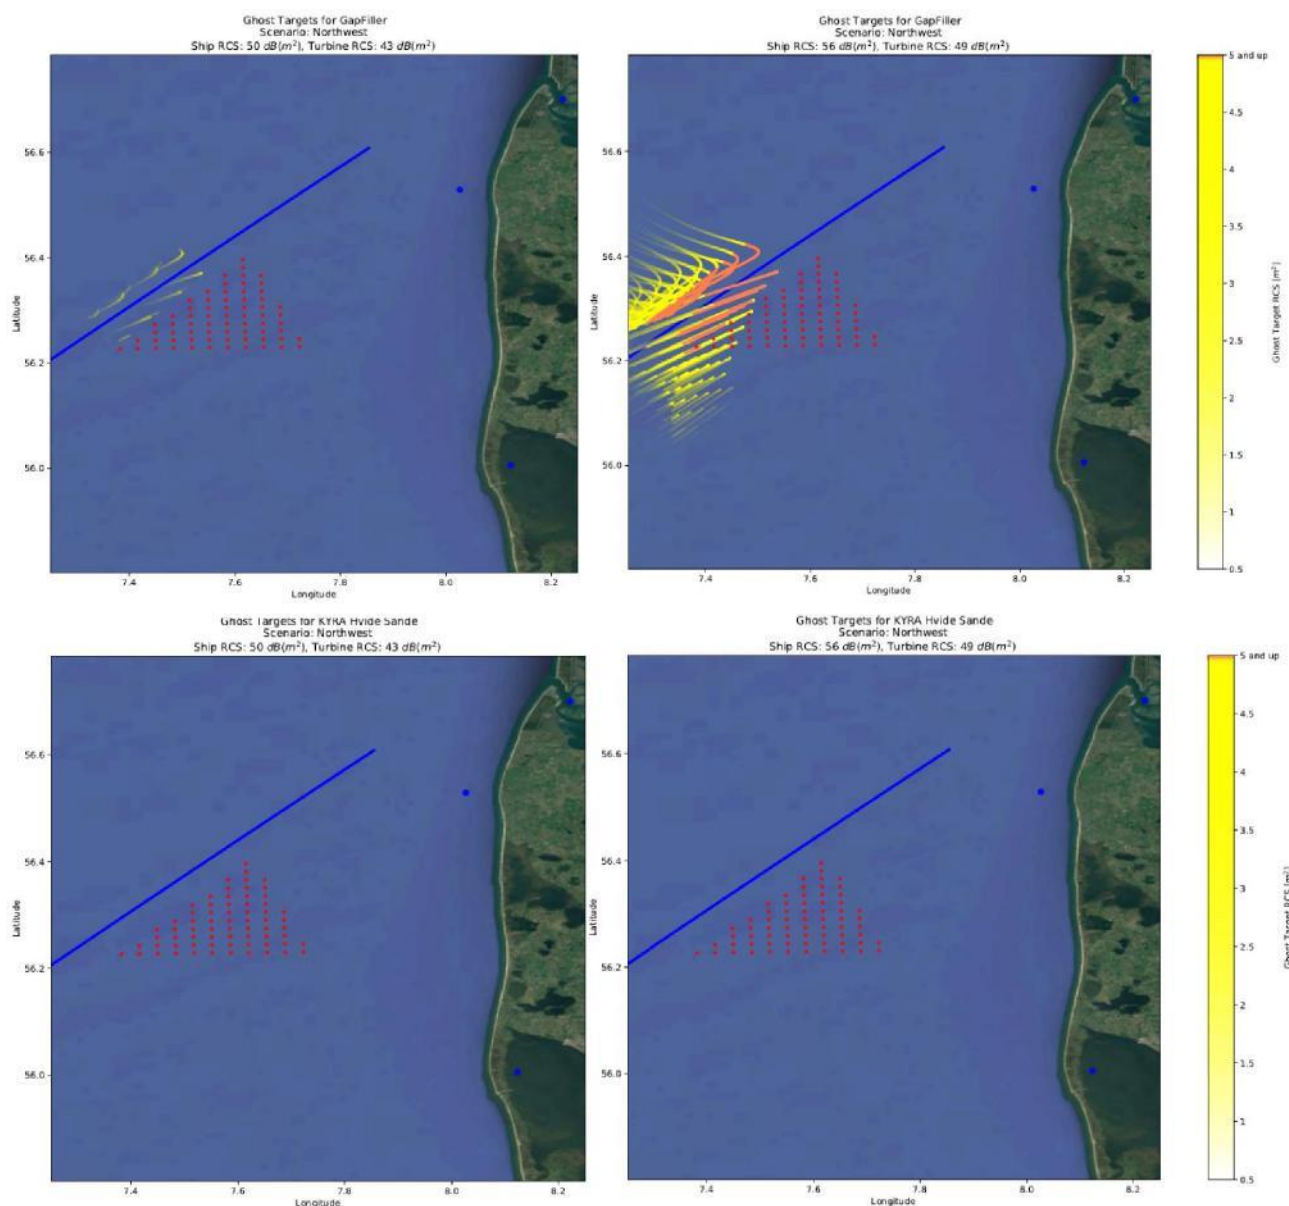 Ghost Targets for GapFiller
Scenario: Northwest
Ship RCS: 50 dB(m²), Turbine RCS: 43 dB(m²)
Latitude
56.6
56.4
56.2
56.0
7.4 7.6 7.8 8.0 8.2
Longitude
Ghost Targets for GapFiller
Scenario: Northwest
Ship RCS: 56 dB(m²), Turbine RCS: 49 dB(m²)
Latitude
56.6
56.4
56.2
56.0
7.4 7.6 7.8 8.0 8.2
Longitude
5 and up
4.5
4
3.5
3
2.5
2
1.5
1
0.5
Ghost Target RCS [m²]
Ghost Targets for KYRA Hvide Sande
Scenario: Northwest
Ship RCS: 50 dB(m²), Turbine RCS: 43 dB(m²)
Latitude
56.6
56.4
56.2
56.0
7.4 7.6 7.8 8.0 8.2
Longitude
Ghost Targets for KYRA Hvide Sande
Scenario: Northwest
Ship RCS: 56 dB(m²), Turbine RCS: 49 dB(m²)
Latitude
56.6
56.4
56.2
56.0
7.4 7.6 7.8 8.0 8.2
Longitude
5 and up
4.5
4
3.5
3
2.5
2
1.5
1
0.5
Ghost Target RCS [m²]